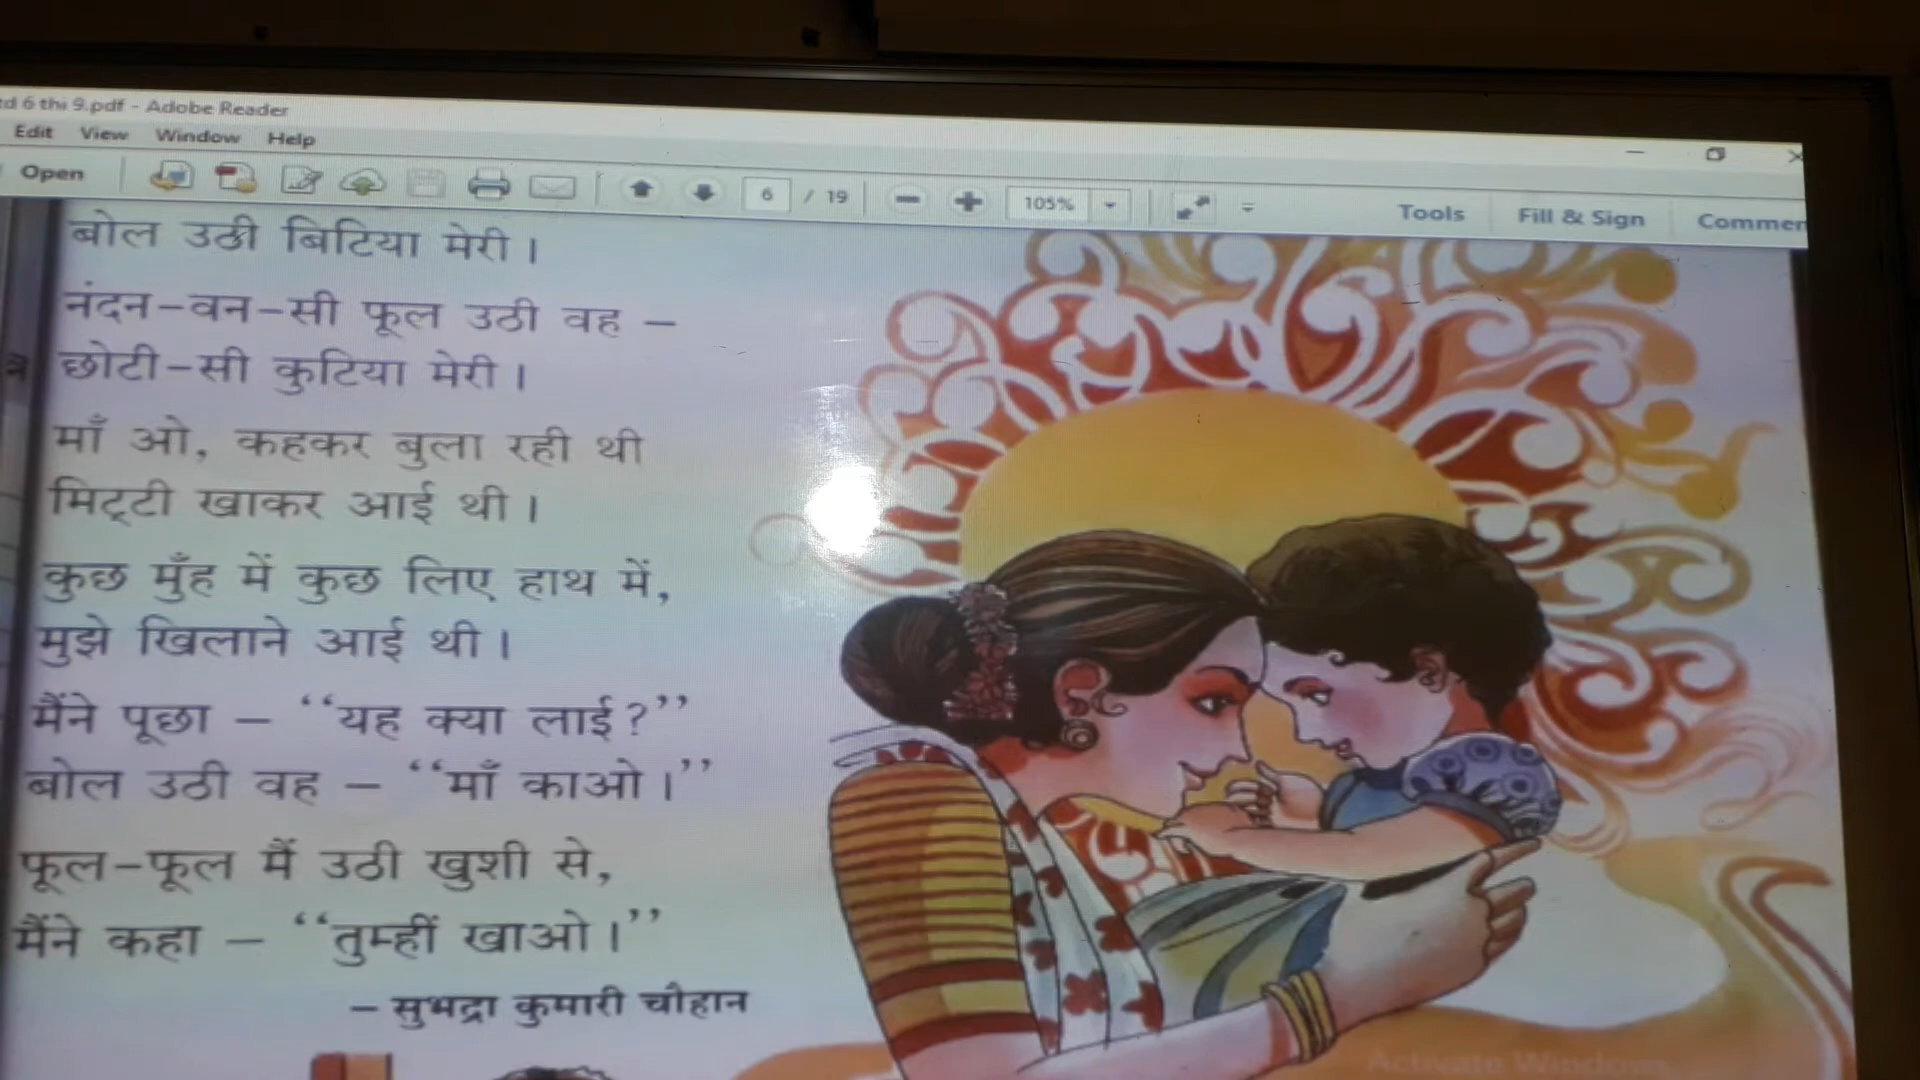 td 6 thi 9.pdf - Adobe Reader
Edit View Window Help
Open 6 / 19 105% Tools Fill & Sign Commen
बोल उठी बिटिया मेरी।
नंदन-वन-सी फूल उठी वह –
छोटी-सी कुटिया मेरी।
माँ ओ, कहकर बुला रही थी
मिट्टी खाकर आई थी।
कुछ मुँह में कुछ लिए हाथ में,
मुझे खिलाने आई थी।
मैंने पूछा – “यह क्या लाई?”
बोल उठी वह – “माँ काओ।”
फूल-फूल मैं उठी खुशी से,
मैंने कहा – “तुम्हीं खाओ।”
– सुभद्रा कुमारी चौहान
Activate Windows